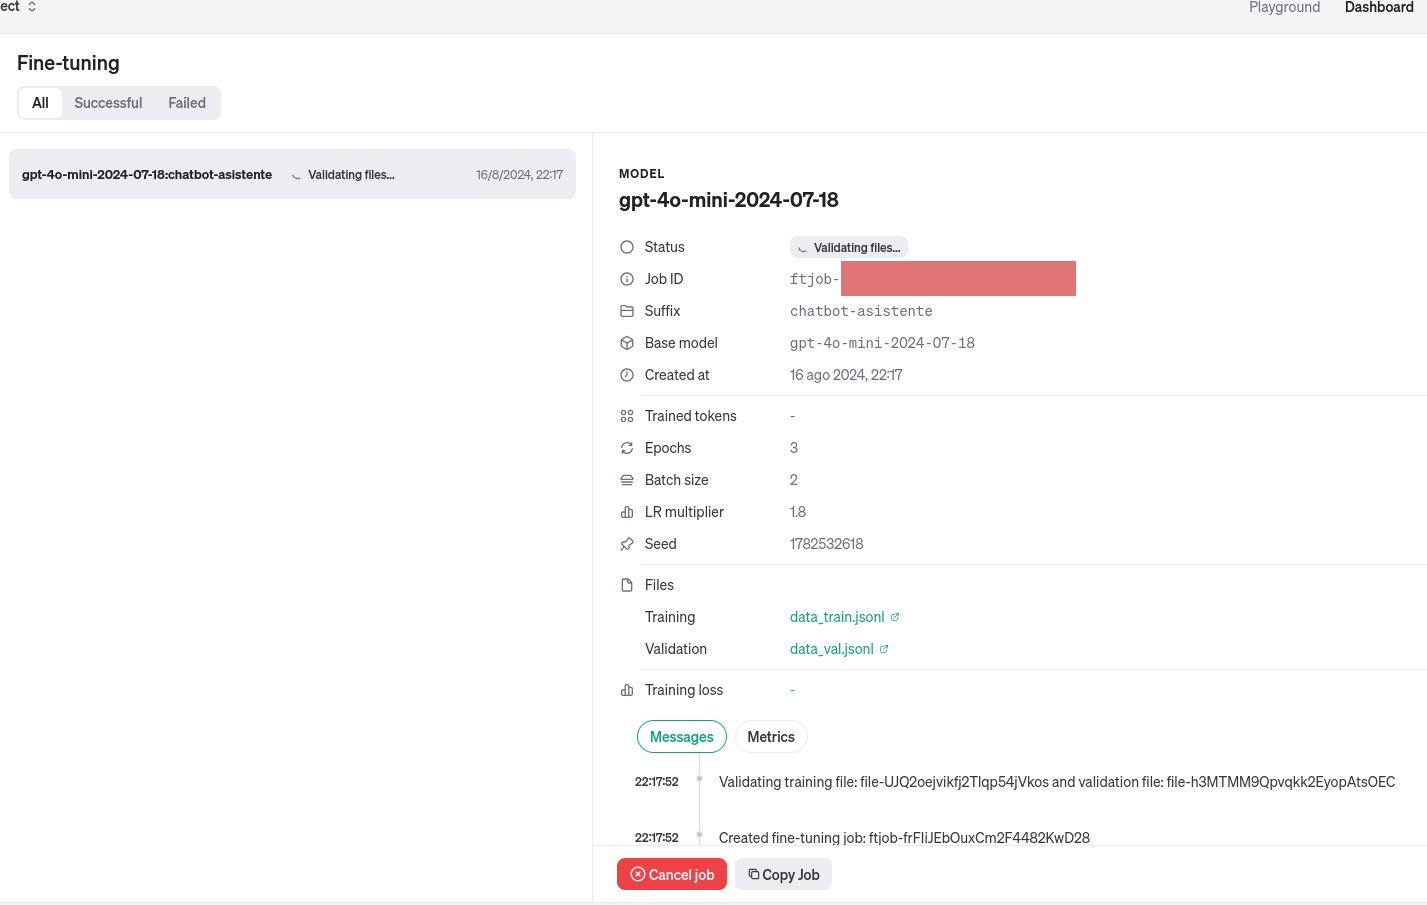 ect
Playground Dashboard
Fine-tuning
All Successful Failed
gpt-4o-mini-2024-07-18:chatbot-asistente Validating files... 16/8/2024, 22:17
MODEL
gpt-4o-mini-2024-07-18
Status Validating files...
Job ID ftjob-
Suffix chatbot-asistente
Base model gpt-4o-mini-2024-07-18
Created at 16 ago 2024, 22:17
Trained tokens -
Epochs 3
Batch size 2
LR multiplier 1.8
Seed 1782532618
Files
Training data_train.jsonl
Validation data_val.jsonl
Training loss -
Messages Metrics
22:17:52 Validating training file: file-UJQ2oejvikfj2Tlqp54jVkos and validation file: file-h3MTMM9Qpvqkk2EyopAtsOEC
22:17:52 Created fine-tuning job: ftjob-frFIiJEbOuxCm2F4482KwD28
Cancel job Copy Job